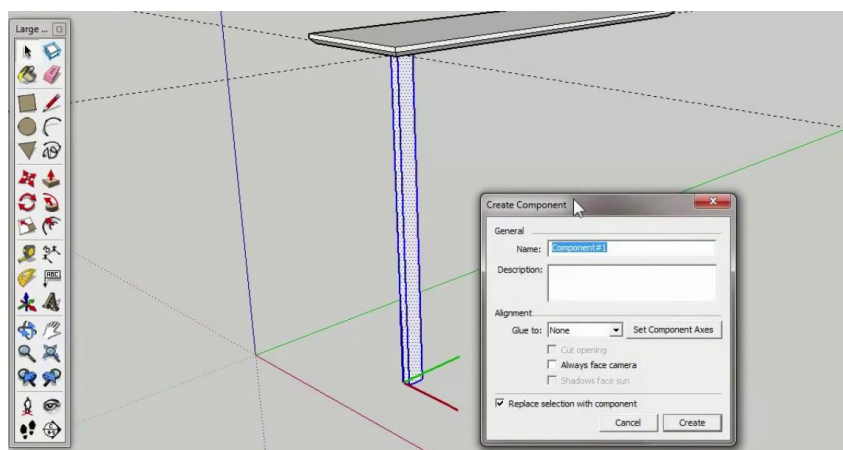 Large ...
ABC
Create Component
General
Name: Component#1
Description:
Alignment
Glue to: None Set Component Axes
Cut opening
Always face camera
Shadows face sun
Replace selection with component
Cancel Create